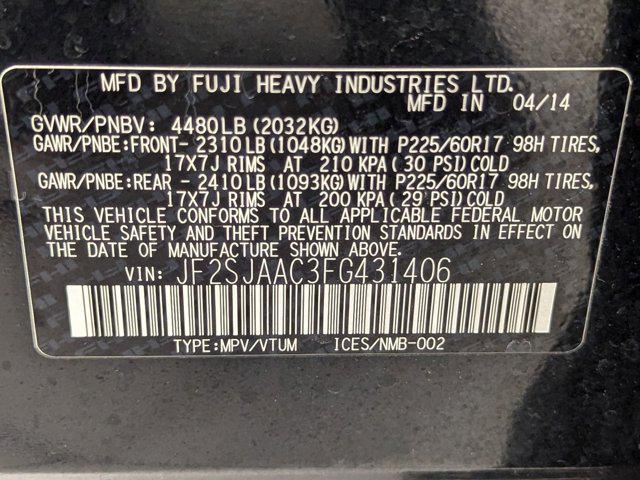 MFD BY FUJI HEAVY INDUSTRIES LTD.
MFD IN 04/14
GVWR/PNBV: 4480LB(2032KG)
GAWR/PNBE:FRONT- 2310LB(1048KG)WITH P225/60R17 98H TIRES,
17X7J RIMS AT 210 KPA( 30 PSI)COLD
GAWR/PNBE:REAR - 2410LB(1093KG)WITH P225/60R17 98H TIRES,
17X7J RIMS AT 200 KPA( 29 PSI)COLD
THIS VEHICLE CONFORMS TO ALL APPLICABLE FEDERAL MOTOR
VEHICLE SAFETY AND THEFT PREVENTION STANDARDS IN EFFECT ON
THE DATE OF MANUFACTURE SHOWN ABOVE.
VIN: JF2SJAAC3FG431406
TYPE:MPV/VTUM ICES/NMB-002